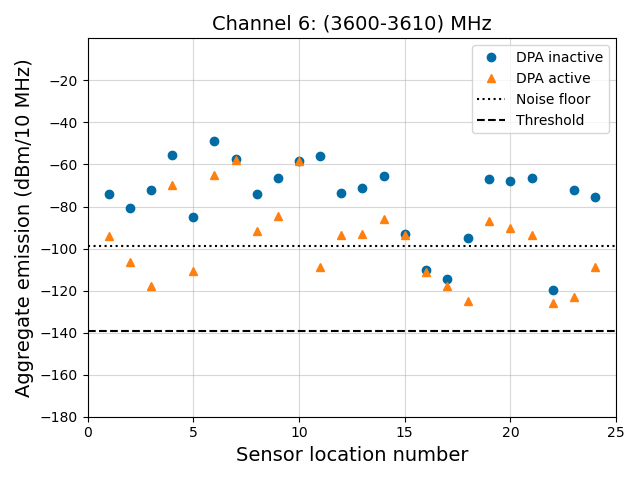 Channel 6: (3600-3610) MHz
DPA inactive
DPA active
Noise floor
Threshold
Aggregate emission (dBm/10 MHz)
−20
−40
−60
−80
−100
−120
−140
−160
−180
0
5
10
15
20
25
Sensor location number